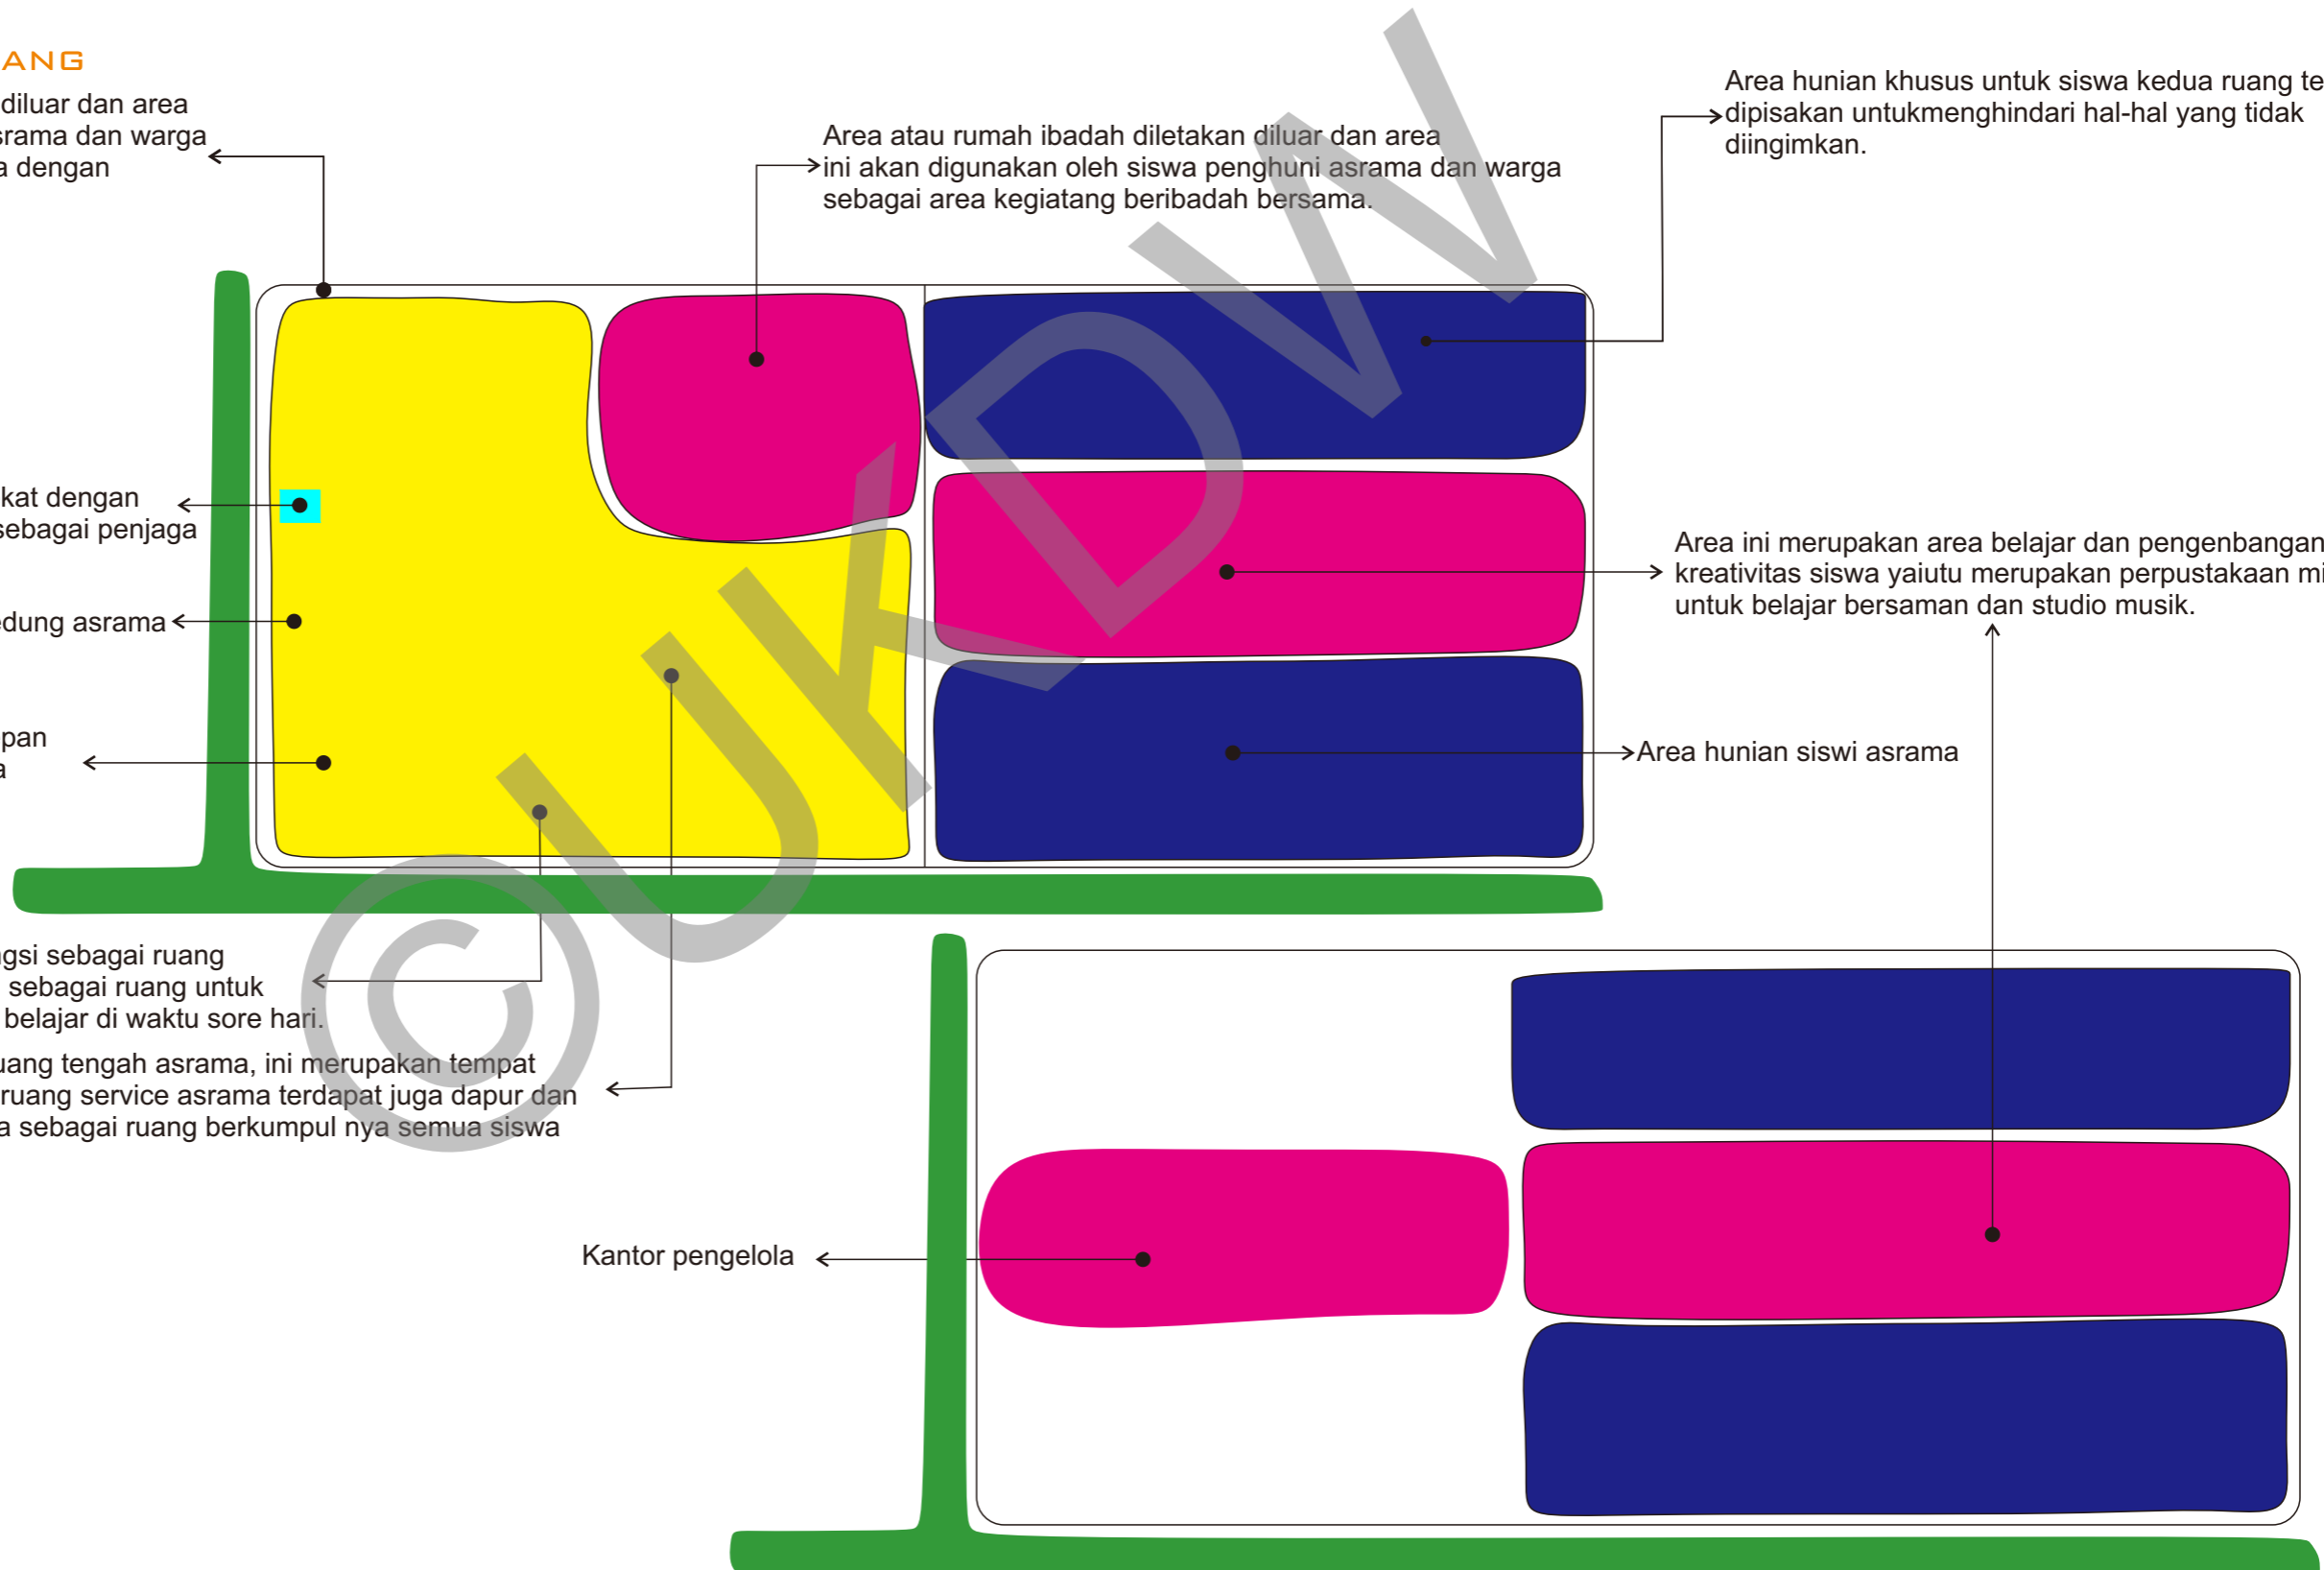 ANG
diluar dan area
srama dan warga
a dengan
Area atau rumah ibadah diletakan diluar dan area
ini akan digunakan oleh siswa penghuni asrama dan warga
sebagai area kegiatang beribadah bersama.
Area hunian khusus untuk siswa kedua ruang te
dipisakan untukmenghindari hal-hal yang tidak
diingimkan.
kat dengan
sebagai penjaga
edung asrama
pan
a
Area ini merupakan area belajar dan pengenbangan
kreativitas siswa yaiutu merupakan perpustakaan mi
untuk belajar bersaman dan studio musik.
Area hunian siswi asrama
ngsi sebagai ruang
sebagai ruang untuk
belajar di waktu sore hari.
uang tengah asrama, ini merupakan tempat
ruang service asrama terdapat juga dapur dan
a sebagai ruang berkumpul nya semua siswa
Kantor pengelola
©UKDW